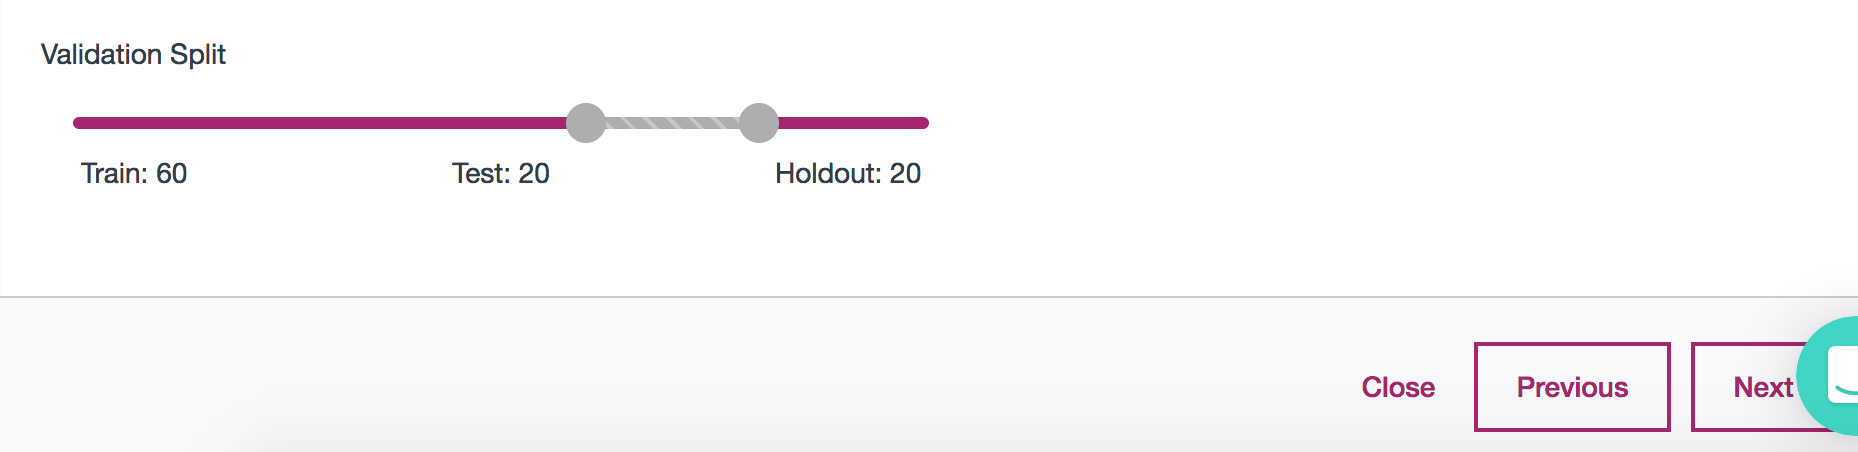 Validation Split
Train: 60 Test: 20 Holdout: 20
Close Previous Next